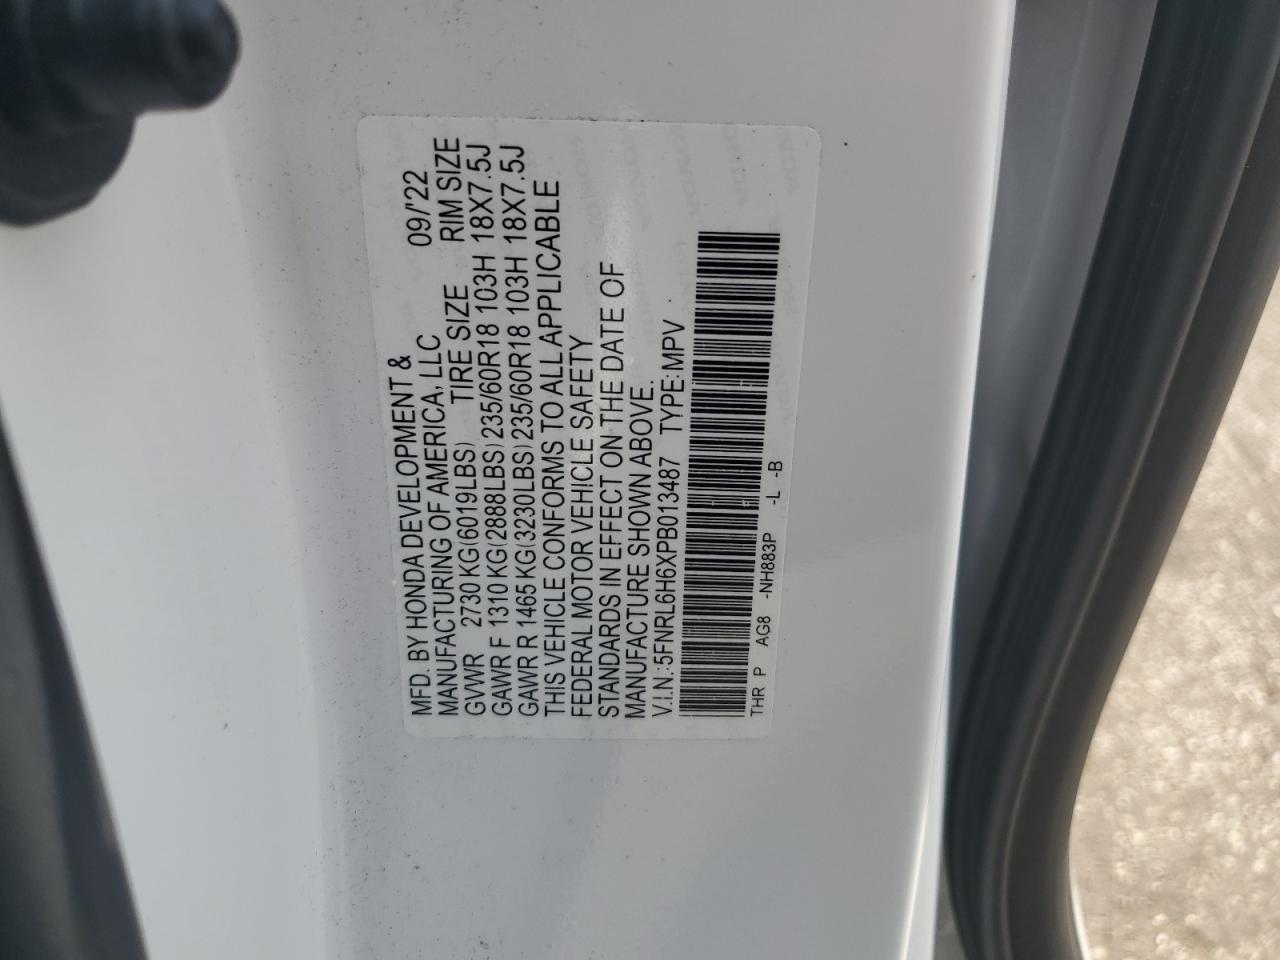 MFD. BY HONDA DEVELOPMENT &
MANUFACTURING OF AMERICA, LLC 09/'22
GVWR 2730 KG(6019LBS) TIRE SIZE RIM SIZE
GAWR F 1310 KG(2888LBS) 235/60R18 103H 18X7.5J
GAWR R 1465 KG(3230LBS) 235/60R18 103H 18X7.5J
THIS VEHICLE CONFORMS TO ALL APPLICABLE
FEDERAL MOTOR VEHICLE SAFETY
STANDARDS IN EFFECT ON THE DATE OF
MANUFACTURE SHOWN ABOVE.
V.I.N.:5FNRL6H6XPB013487 TYPE:MPV
THR P AG8 -NH883P -L -B